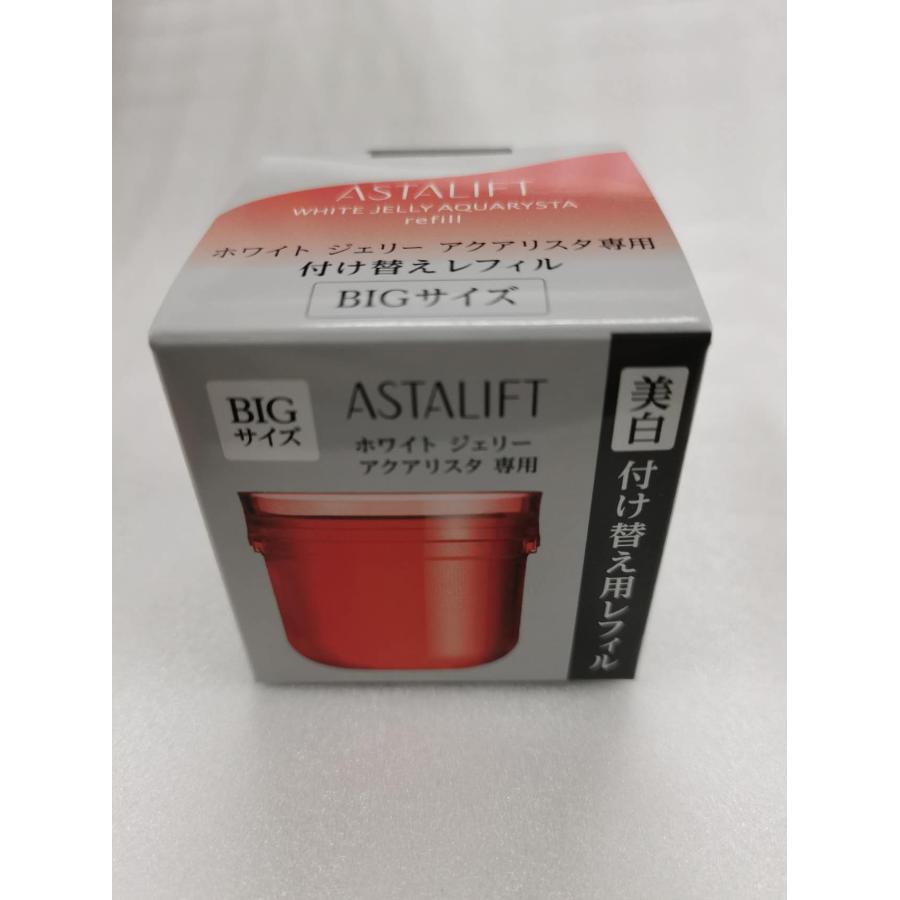 ASTALIFT
WHITE JELLY AQUARYSTA
refill
ホワイト ジェリー アクアリスタ専用
付け替えレフィル
BIGサイズ
BIG
サイズ
ASTALIFT
ホワイト ジェリー
アクアリスタ 専用
美白
付け替え用レフィル